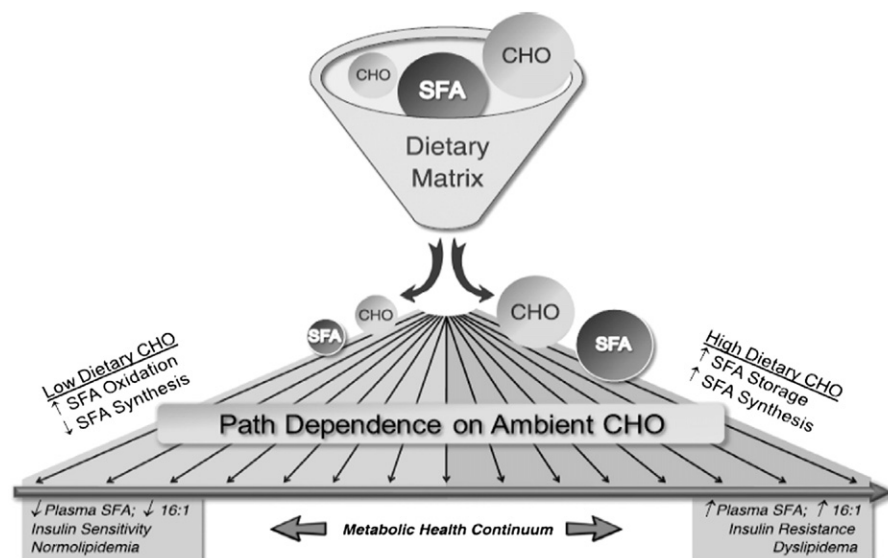 CHO
CHO
SFA
Dietary
Matrix
CHO
CHO
SFA
SFA
Low Dietary CHO
↑ SFA Oxidation
↓ SFA Synthesis
High Dietary CHO
↑ SFA Storage
↑ SFA Synthesis
Path Dependence on Ambient CHO
↓ Plasma SFA; ↓ 16:1
Insulin Sensitivity
Normolipidemia
Metabolic Health Continuum
↑ Plasma SFA; ↑ 16:1
Insulin Resistance
Dyslipidema